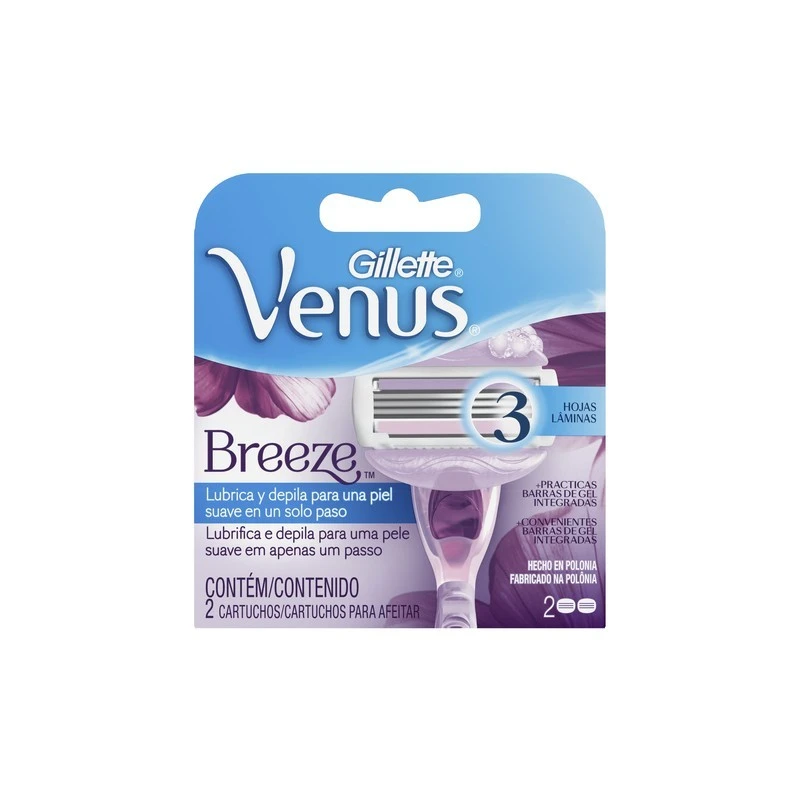 Gillette®
Venus®
3
HOJAS
LÂMINAS
Breeze™
Lubrica y depila para una piel
suave en un solo paso
Lubrifica e depila para uma pele
suave em apenas um passo
+PRACTICAS
BARRAS DE GEL
INTEGRADAS
+CONVENIENTES
BARRAS DE GEL
INTEGRADAS
HECHO EN POLONIA
FABRICADO NA POLÔNIA
CONTÉM/CONTENIDO
2 CARTUCHOS/CARTUCHOS PARA AFEITAR
2